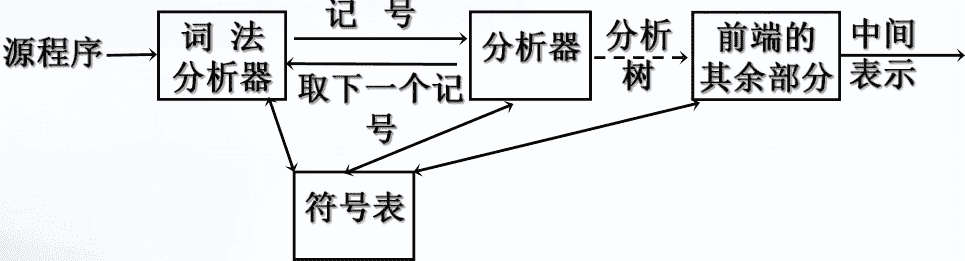 源程序
词 法
分析器
记 号
取下一个记
号
分析器
分析
树
前端的
其余部分
中间
表示
符号表